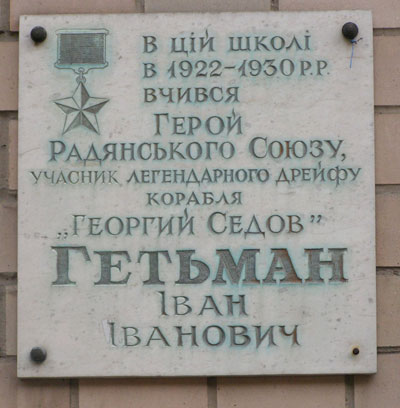 В ЦІЙ ШКОЛІ
В 1922-1930 Р.Р.
ВЧИВСЯ
ГЕРОЙ
РАДЯНСЬКОГО СОЮЗУ,
УЧАСНИК ЛЕГЕНДАРНОГО ДРЕЙФУ
КОРАБЛЯ
„ГЕОРГИЙ СЕДОВ”
ГЕТЬМАН
ІВАН
ІВАНОВИЧ